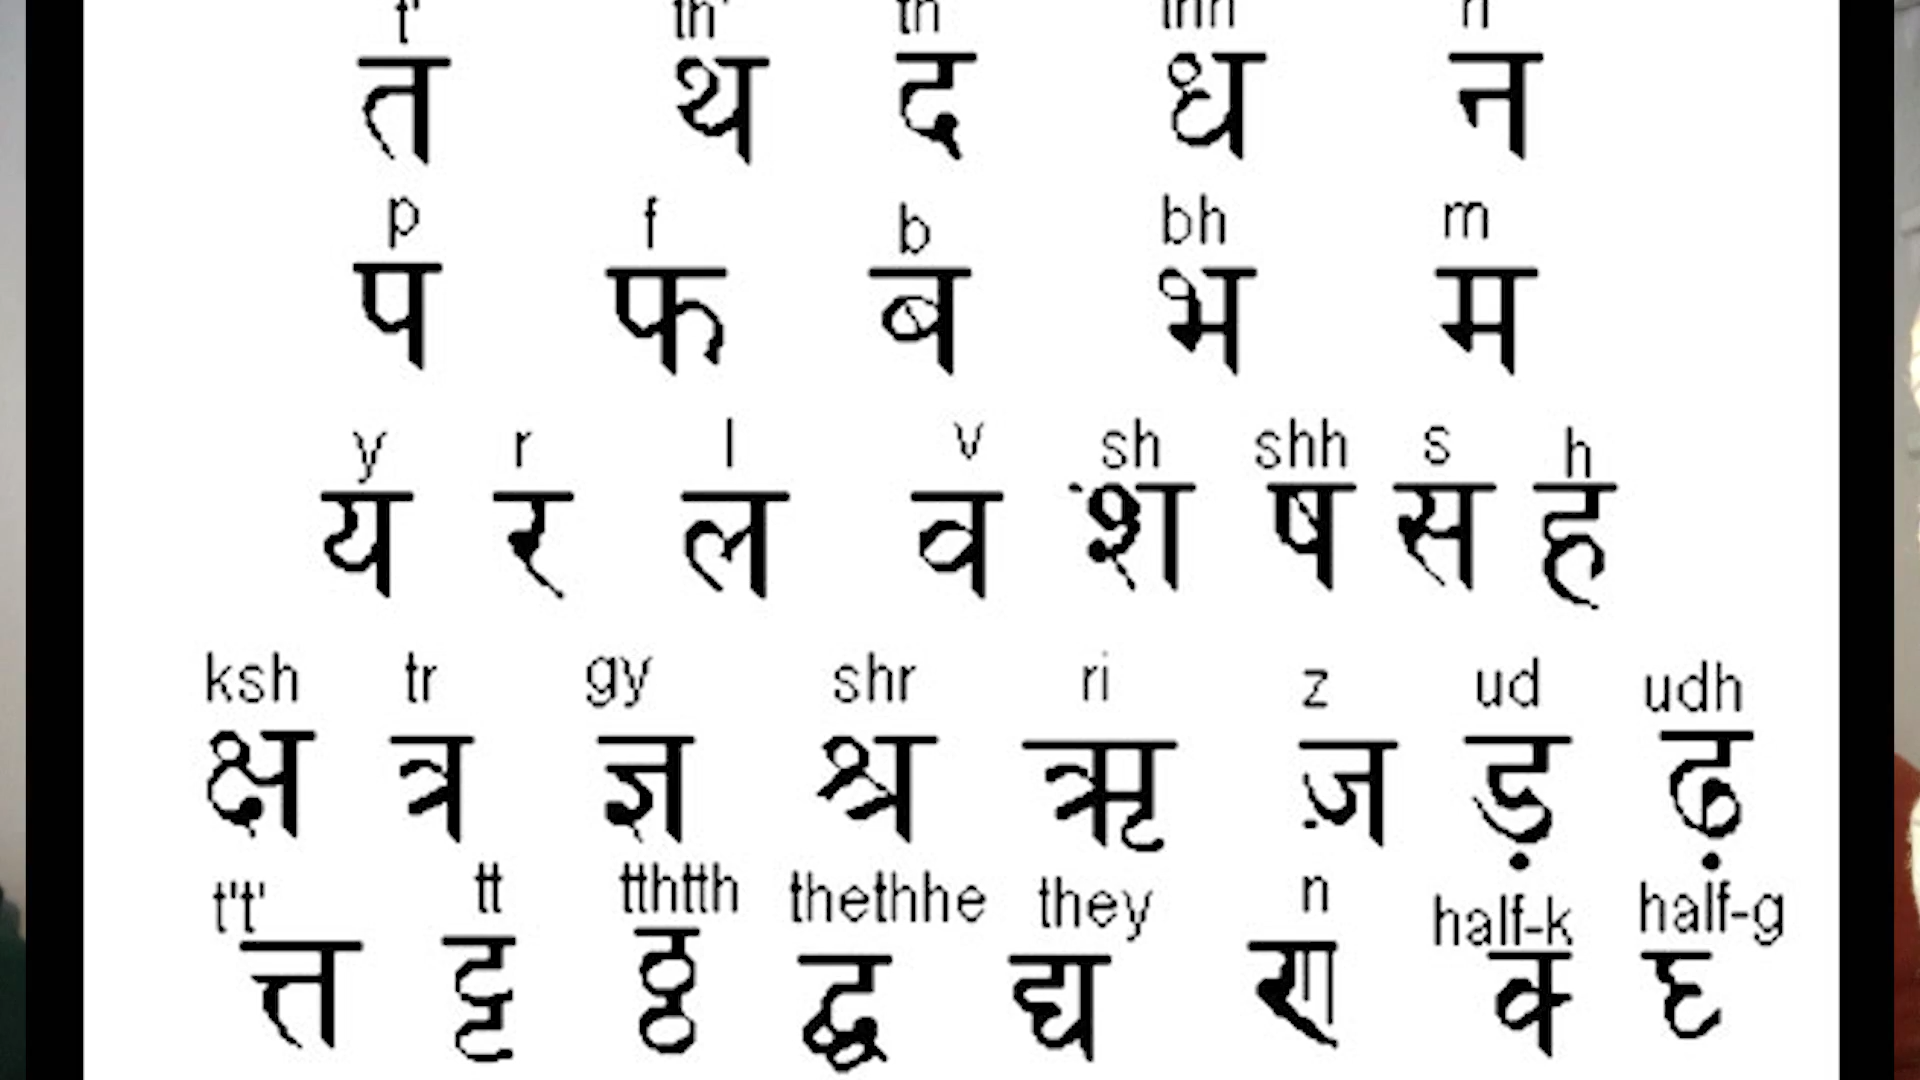 t' th' th thh n
त थ द ध न
p f b bh m
प फ ब भ म
y r l v sh shh s h
य र ल व श ष स ह
ksh tr gy shr ri z ud udh
क्ष त्र ज्ञ श्र ऋ ज़ ड़ ढ़
t't' tt tthtth thethhe they n half-k half-g
त्त ट्ट ठ्ठ द्ध द्य